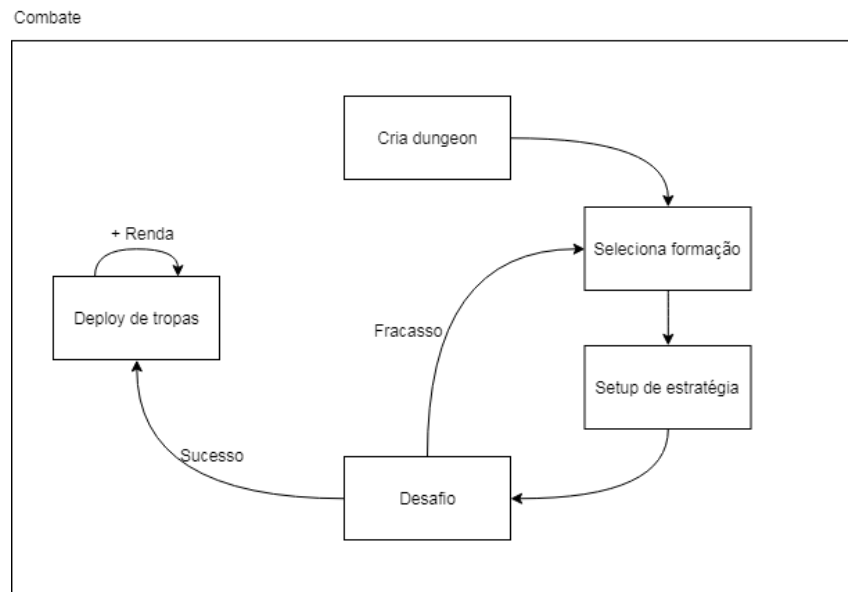 Combate
Cria dungeon
+ Renda
Seleciona formação
Deploy de tropas
Fracasso
Setup de estratégia
Sucesso
Desafio